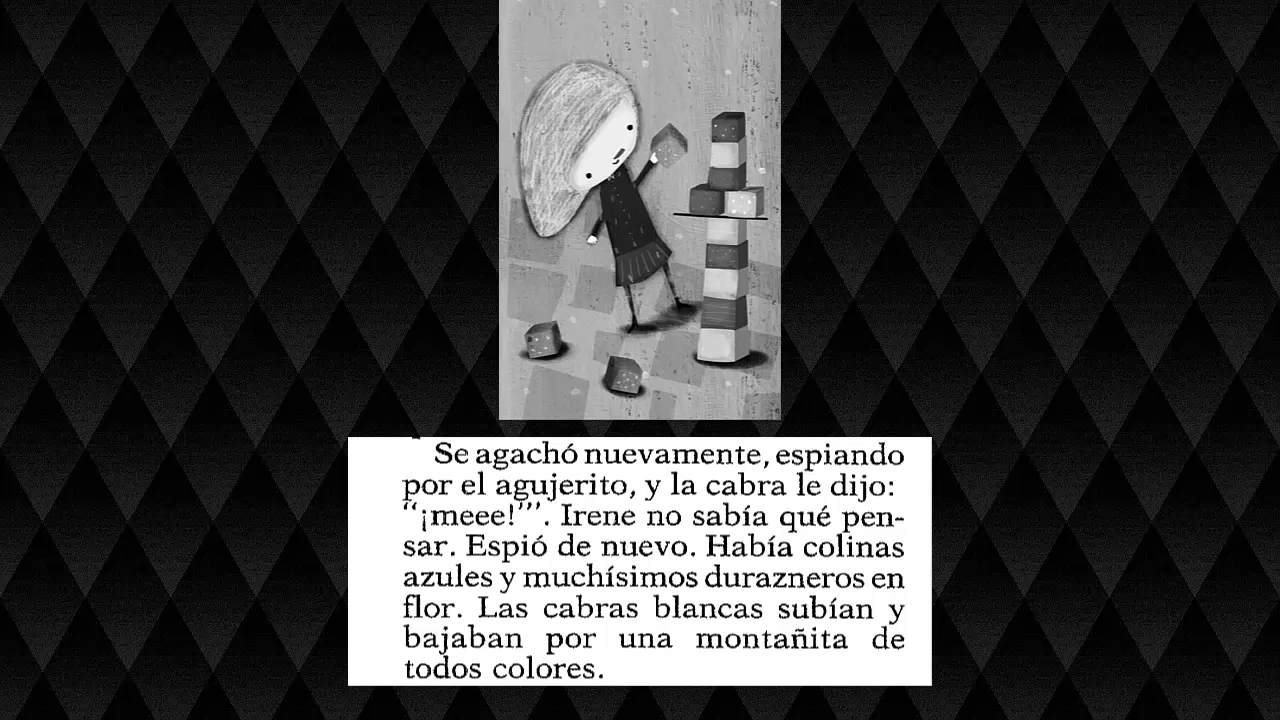 Se agachó nuevamente, espiando
por el agujerito, y la cabra le dijo:
“¡meee!”’. Irene no sabía qué pen-
sar. Espió de nuevo. Había colinas
azules y muchísimos durazneros en
flor. Las cabras blancas subían y
bajaban por una montañita de
todos colores.